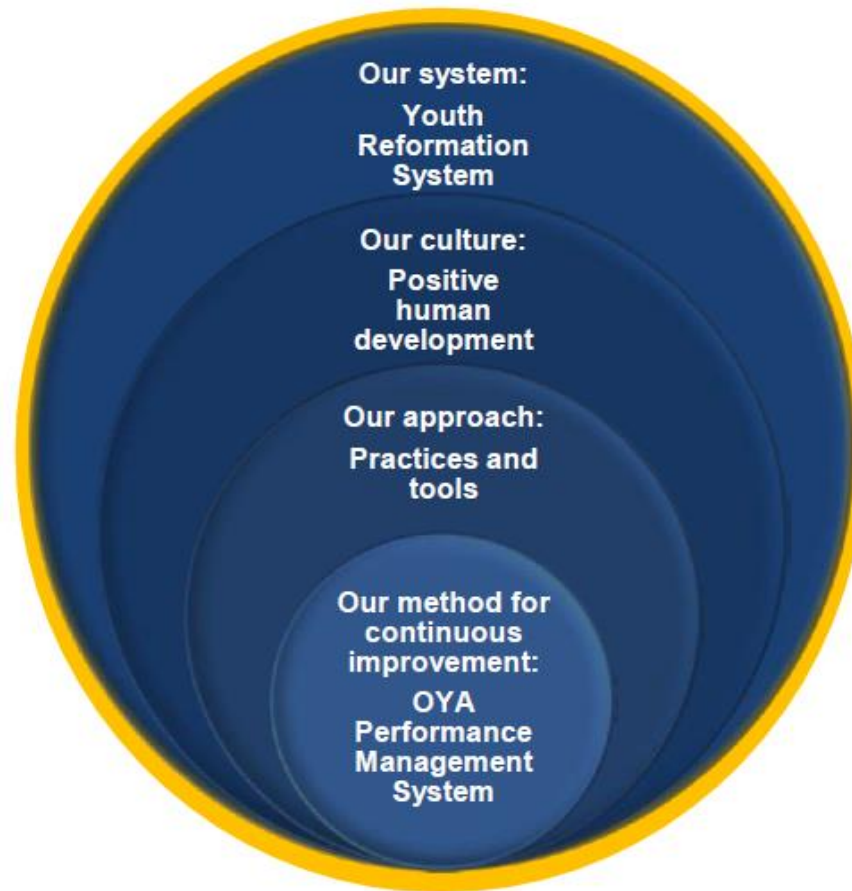 Our system:
Youth
Reformation
System
Our culture:
Positive
human
development
Our approach:
Practices and
tools
Our method for
continuous
improvement:
OYA
Performance
Management
System